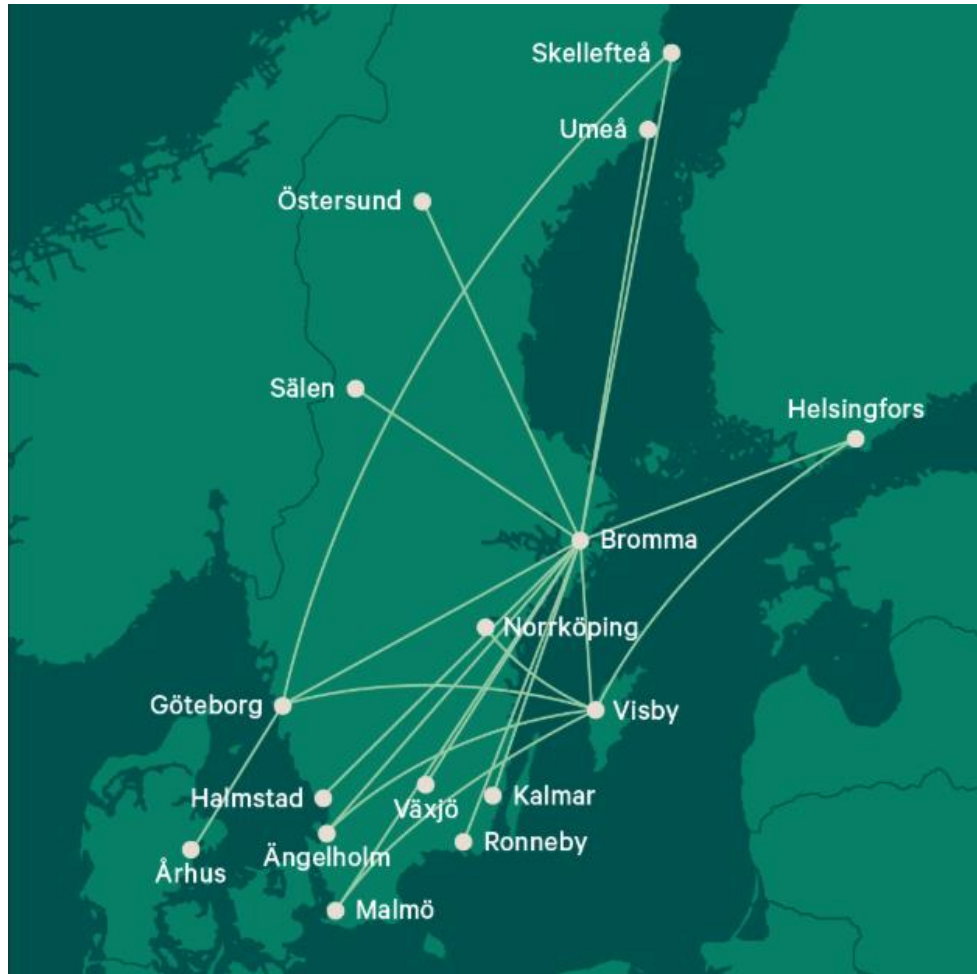 Skellefteå
Umeå
Östersund
Sälen
Helsingfors
Bromma
Norrköping
Göteborg
Visby
Halmstad
Växjö
Kalmar
Ängelholm
Ronneby
Århus
Malmö